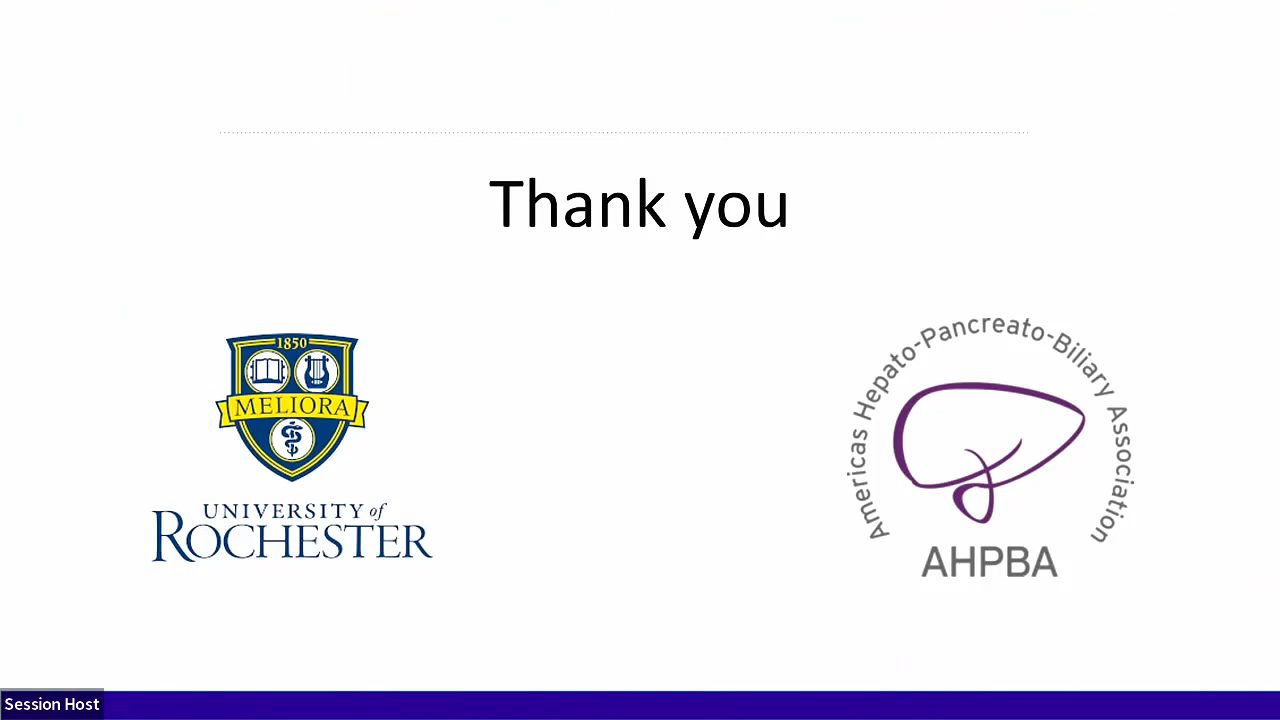 Thank you
1850
MELIORA
UNIVERSITY of
ROCHESTER
Americas Hepato-Pancreato-Biliary Association
AHPBA
Session Host